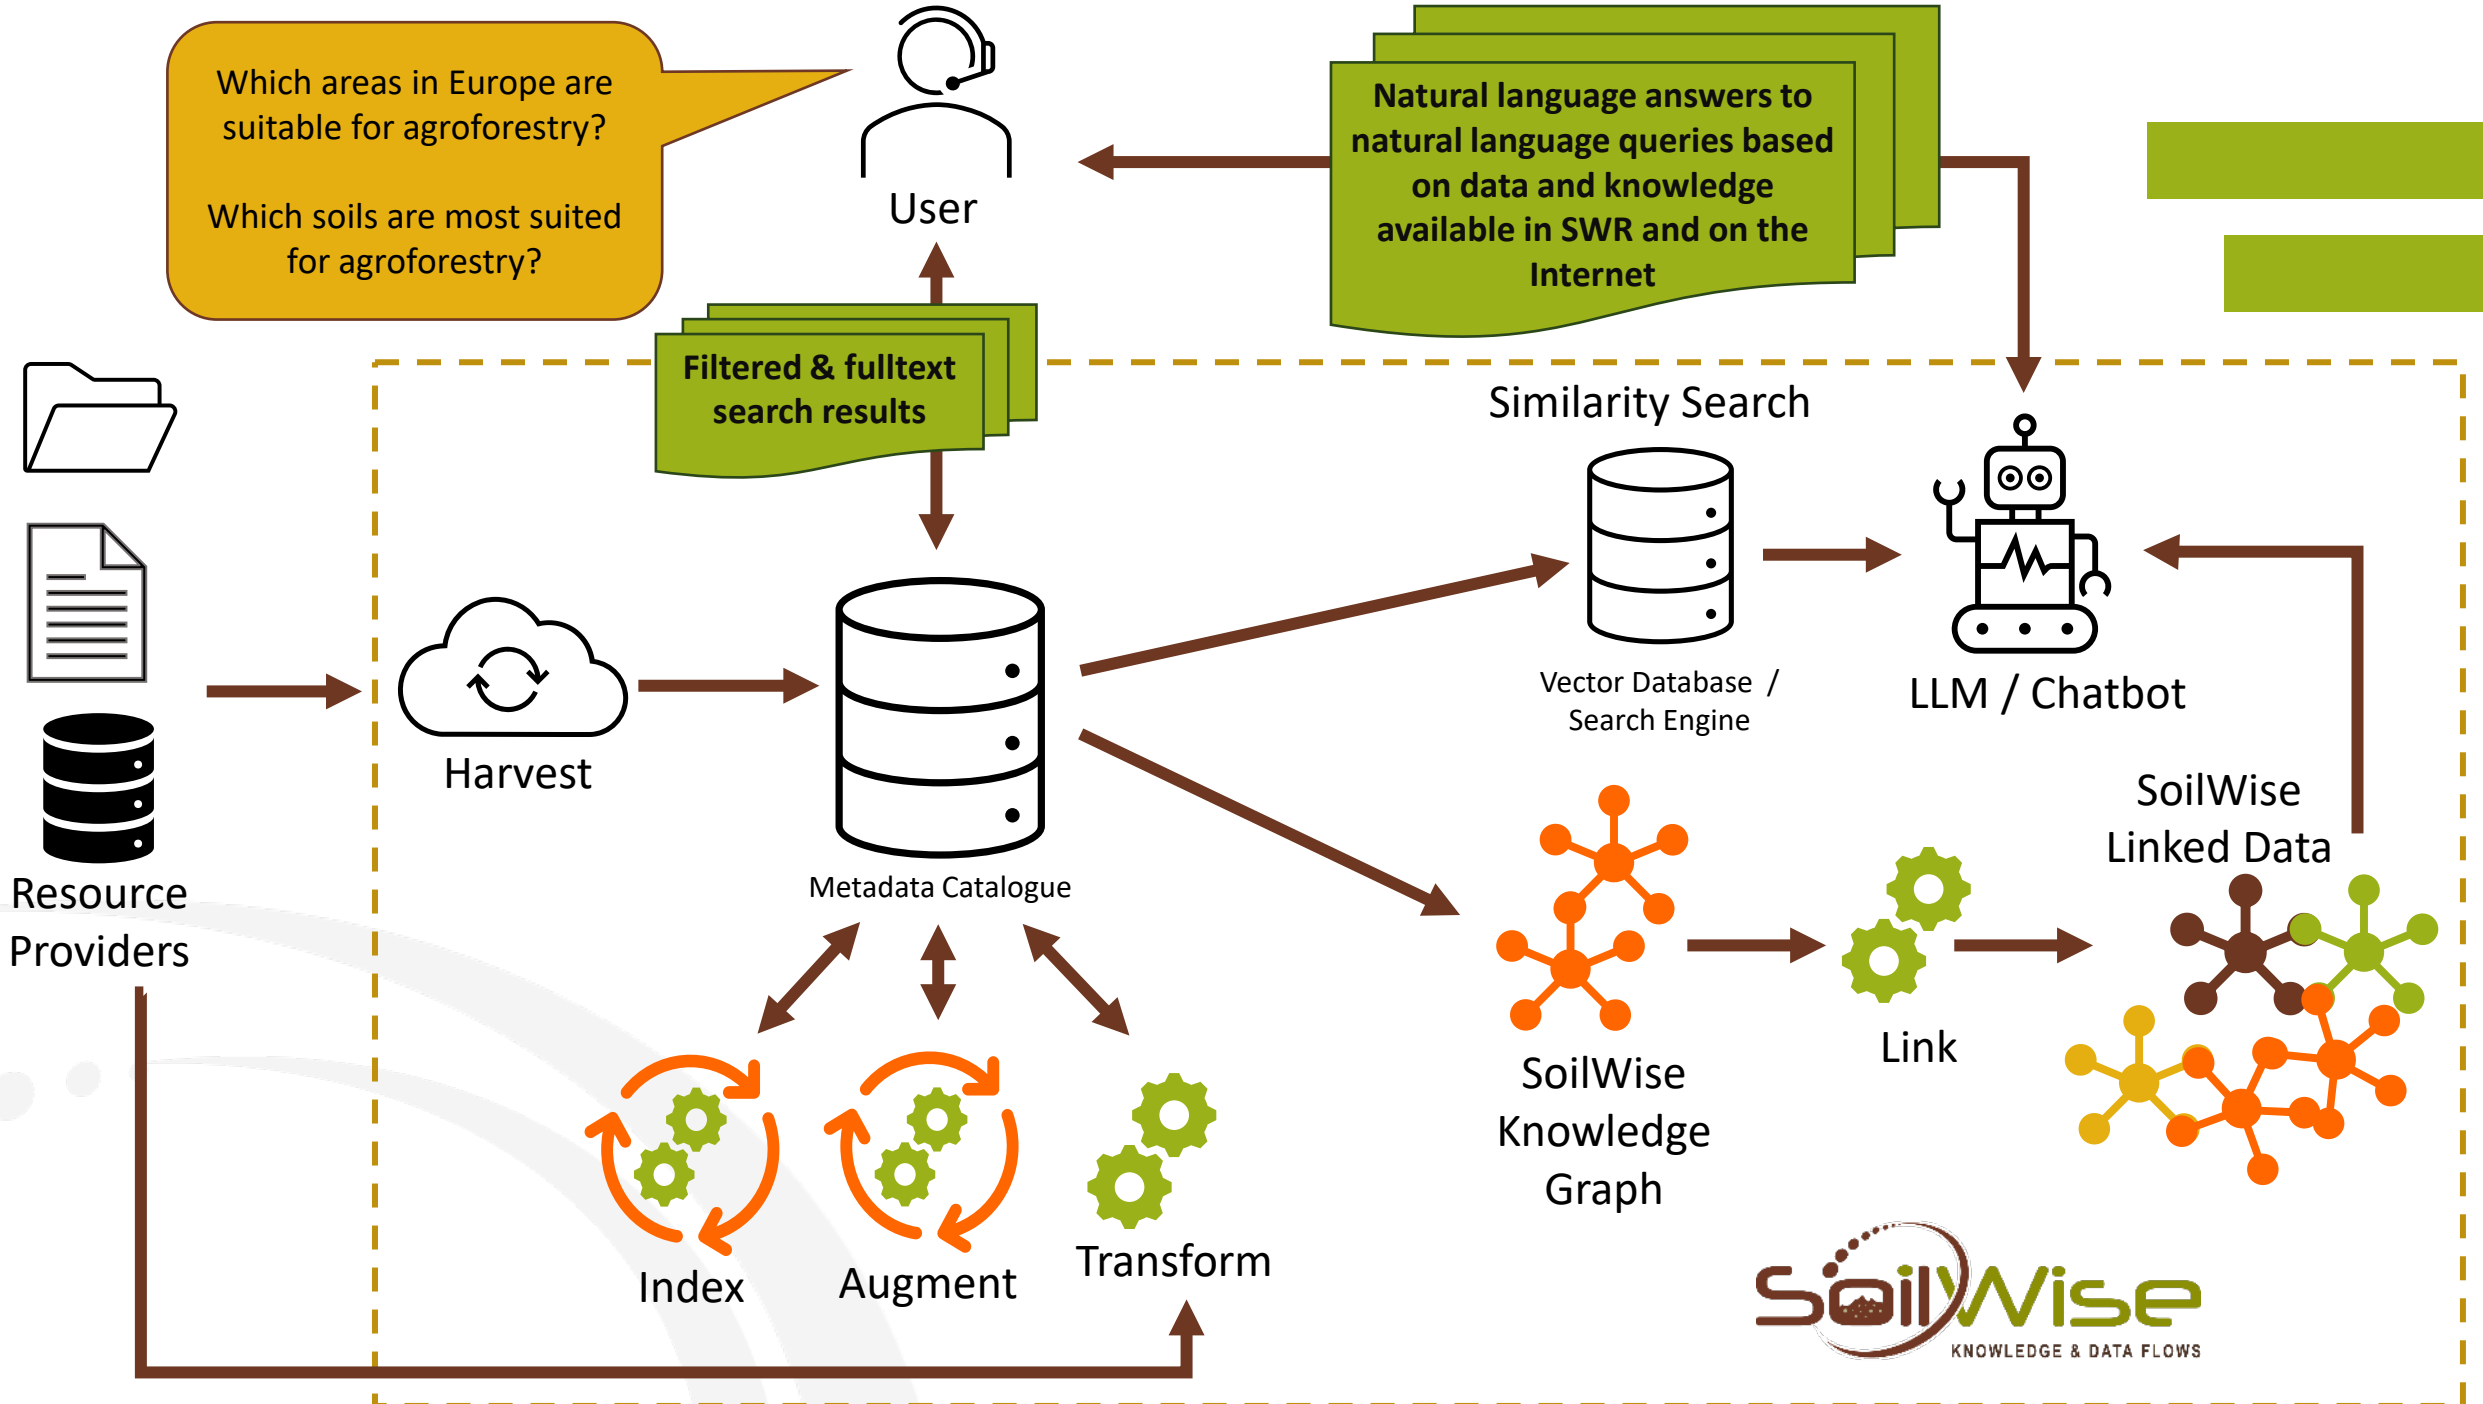 Which areas in Europe are
suitable for agroforestry?
Which soils are most suited
for agroforestry?
User
Natural language answers to
natural language queries based
on data and knowledge
available in SWR and on the
Internet
Filtered & fulltext
search results
Similarity Search
Vector Database /
Search Engine
LLM / Chatbot
Harvest
Metadata Catalogue
Resource
Providers
SoilWise
Linked Data
SoilWise
Knowledge
Graph
Link
Index
Augment
Transform
SoilWise
KNOWLEDGE & DATA FLOWS